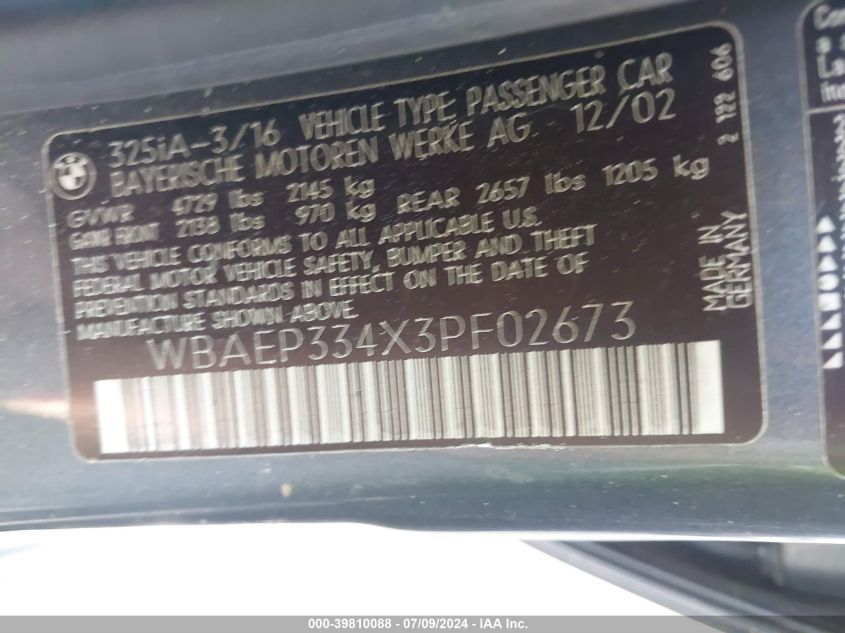 325iA-3/16 VEHICLE TYPE PASSENGER CAR
BAYERISCHE MOTOREN WERKE AG 12/02
GVWR 4729 lbs 2145 kg
GAWR FRONT 2138 lbs 970 kg REAR 2657 lbs 1205 kg
THIS VEHICLE CONFORMS TO ALL APPLICABLE U.S.
FEDERAL MOTOR VEHICLE SAFETY, BUMPER AND THEFT
PREVENTION STANDARDS IN EFFECT ON THE DATE OF
MANUFACTURE SHOWN ABOVE
WBAEP334X3PF02673
MADE IN
GERMANY
2 122 606
000-39810088 - 07/09/2024 - IAA Inc.